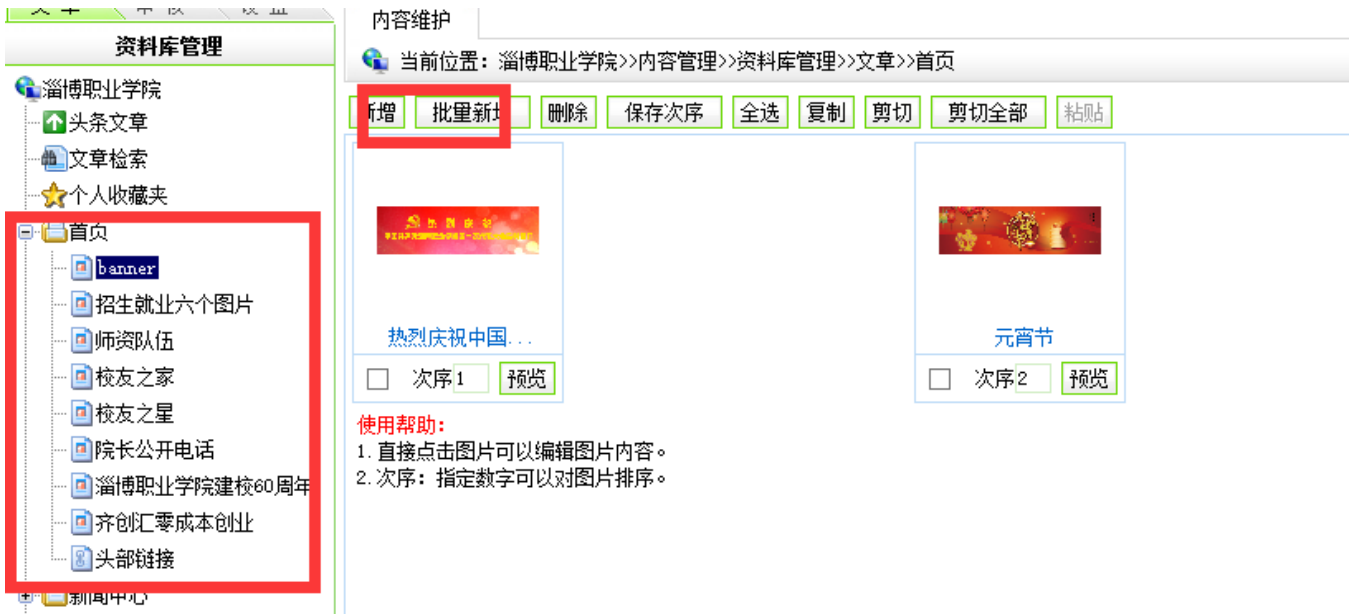 资料库管理
淄博职业学院
头条文章
文章检索
个人收藏夹
首页
banner
招生就业六个图片
师资队伍
校友之家
校友之星
院长公开电话
淄博职业学院建校60周年
齐创汇零成本创业
头部链接
新闻中心
内容维护
当前位置：淄博职业学院>>内容管理>>资料库管理>>文章>>首页
新增 批量新增 删除 保存次序 全选 复制 剪切 剪切全部 粘贴
热烈庆祝中国...
元宵节
次序1 预览
次序2 预览
使用帮助：
1.直接点击图片可以编辑图片内容。
2.次序：指定数字可以对图片排序。